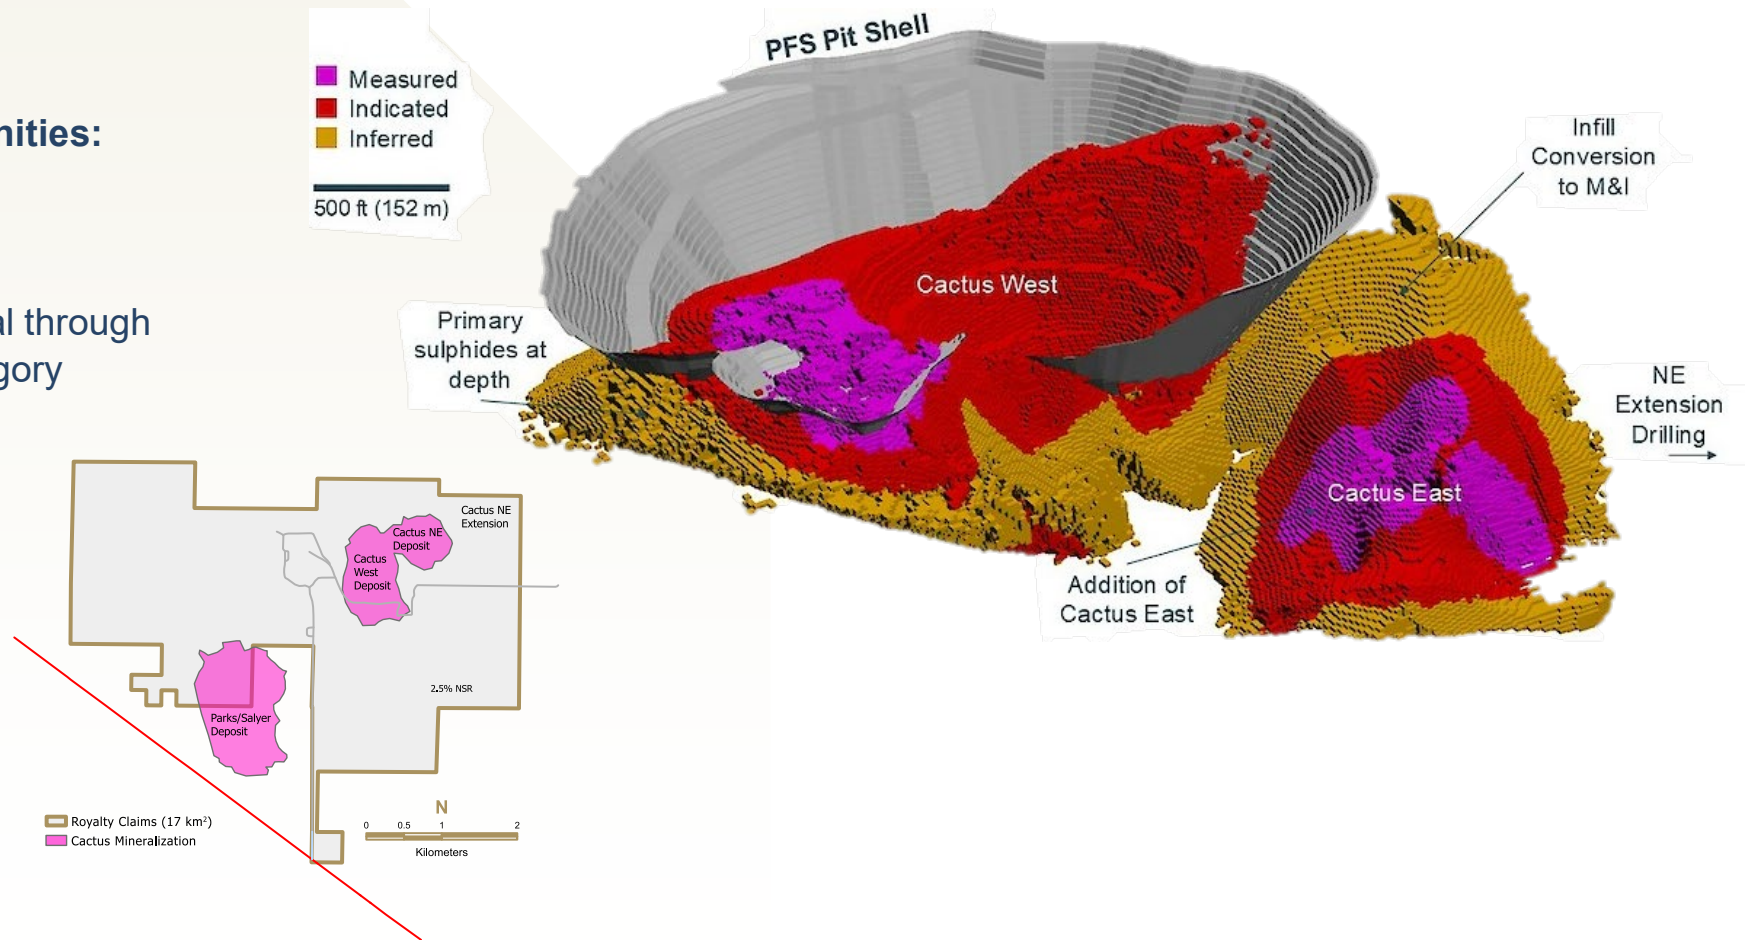 nities:
al through
gory
PFS Pit Shell
Measured
Indicated
Inferred
500 ft (152 m)
Infill
Conversion
to M&I
Cactus West
Primary
sulphides at
depth
NE
Extension
Drilling
Cactus East
Addition of
Cactus East
Cactus NE
Extension
Cactus NE
Deposit
Cactus
West
Deposit
2.5% NSR
Parks/Salyer
Deposit
Royalty Claims (17 km²)
Cactus Mineralization
N
0 0.5 1 2
Kilometers